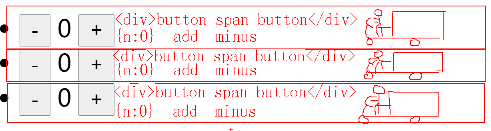 - 0 + <div>button span button</div>
{n:0} add minus
- 0 + <div>button span button</div>
{n:0} add minus
- 0 + <div>button span button</div>
{n:0} add minus